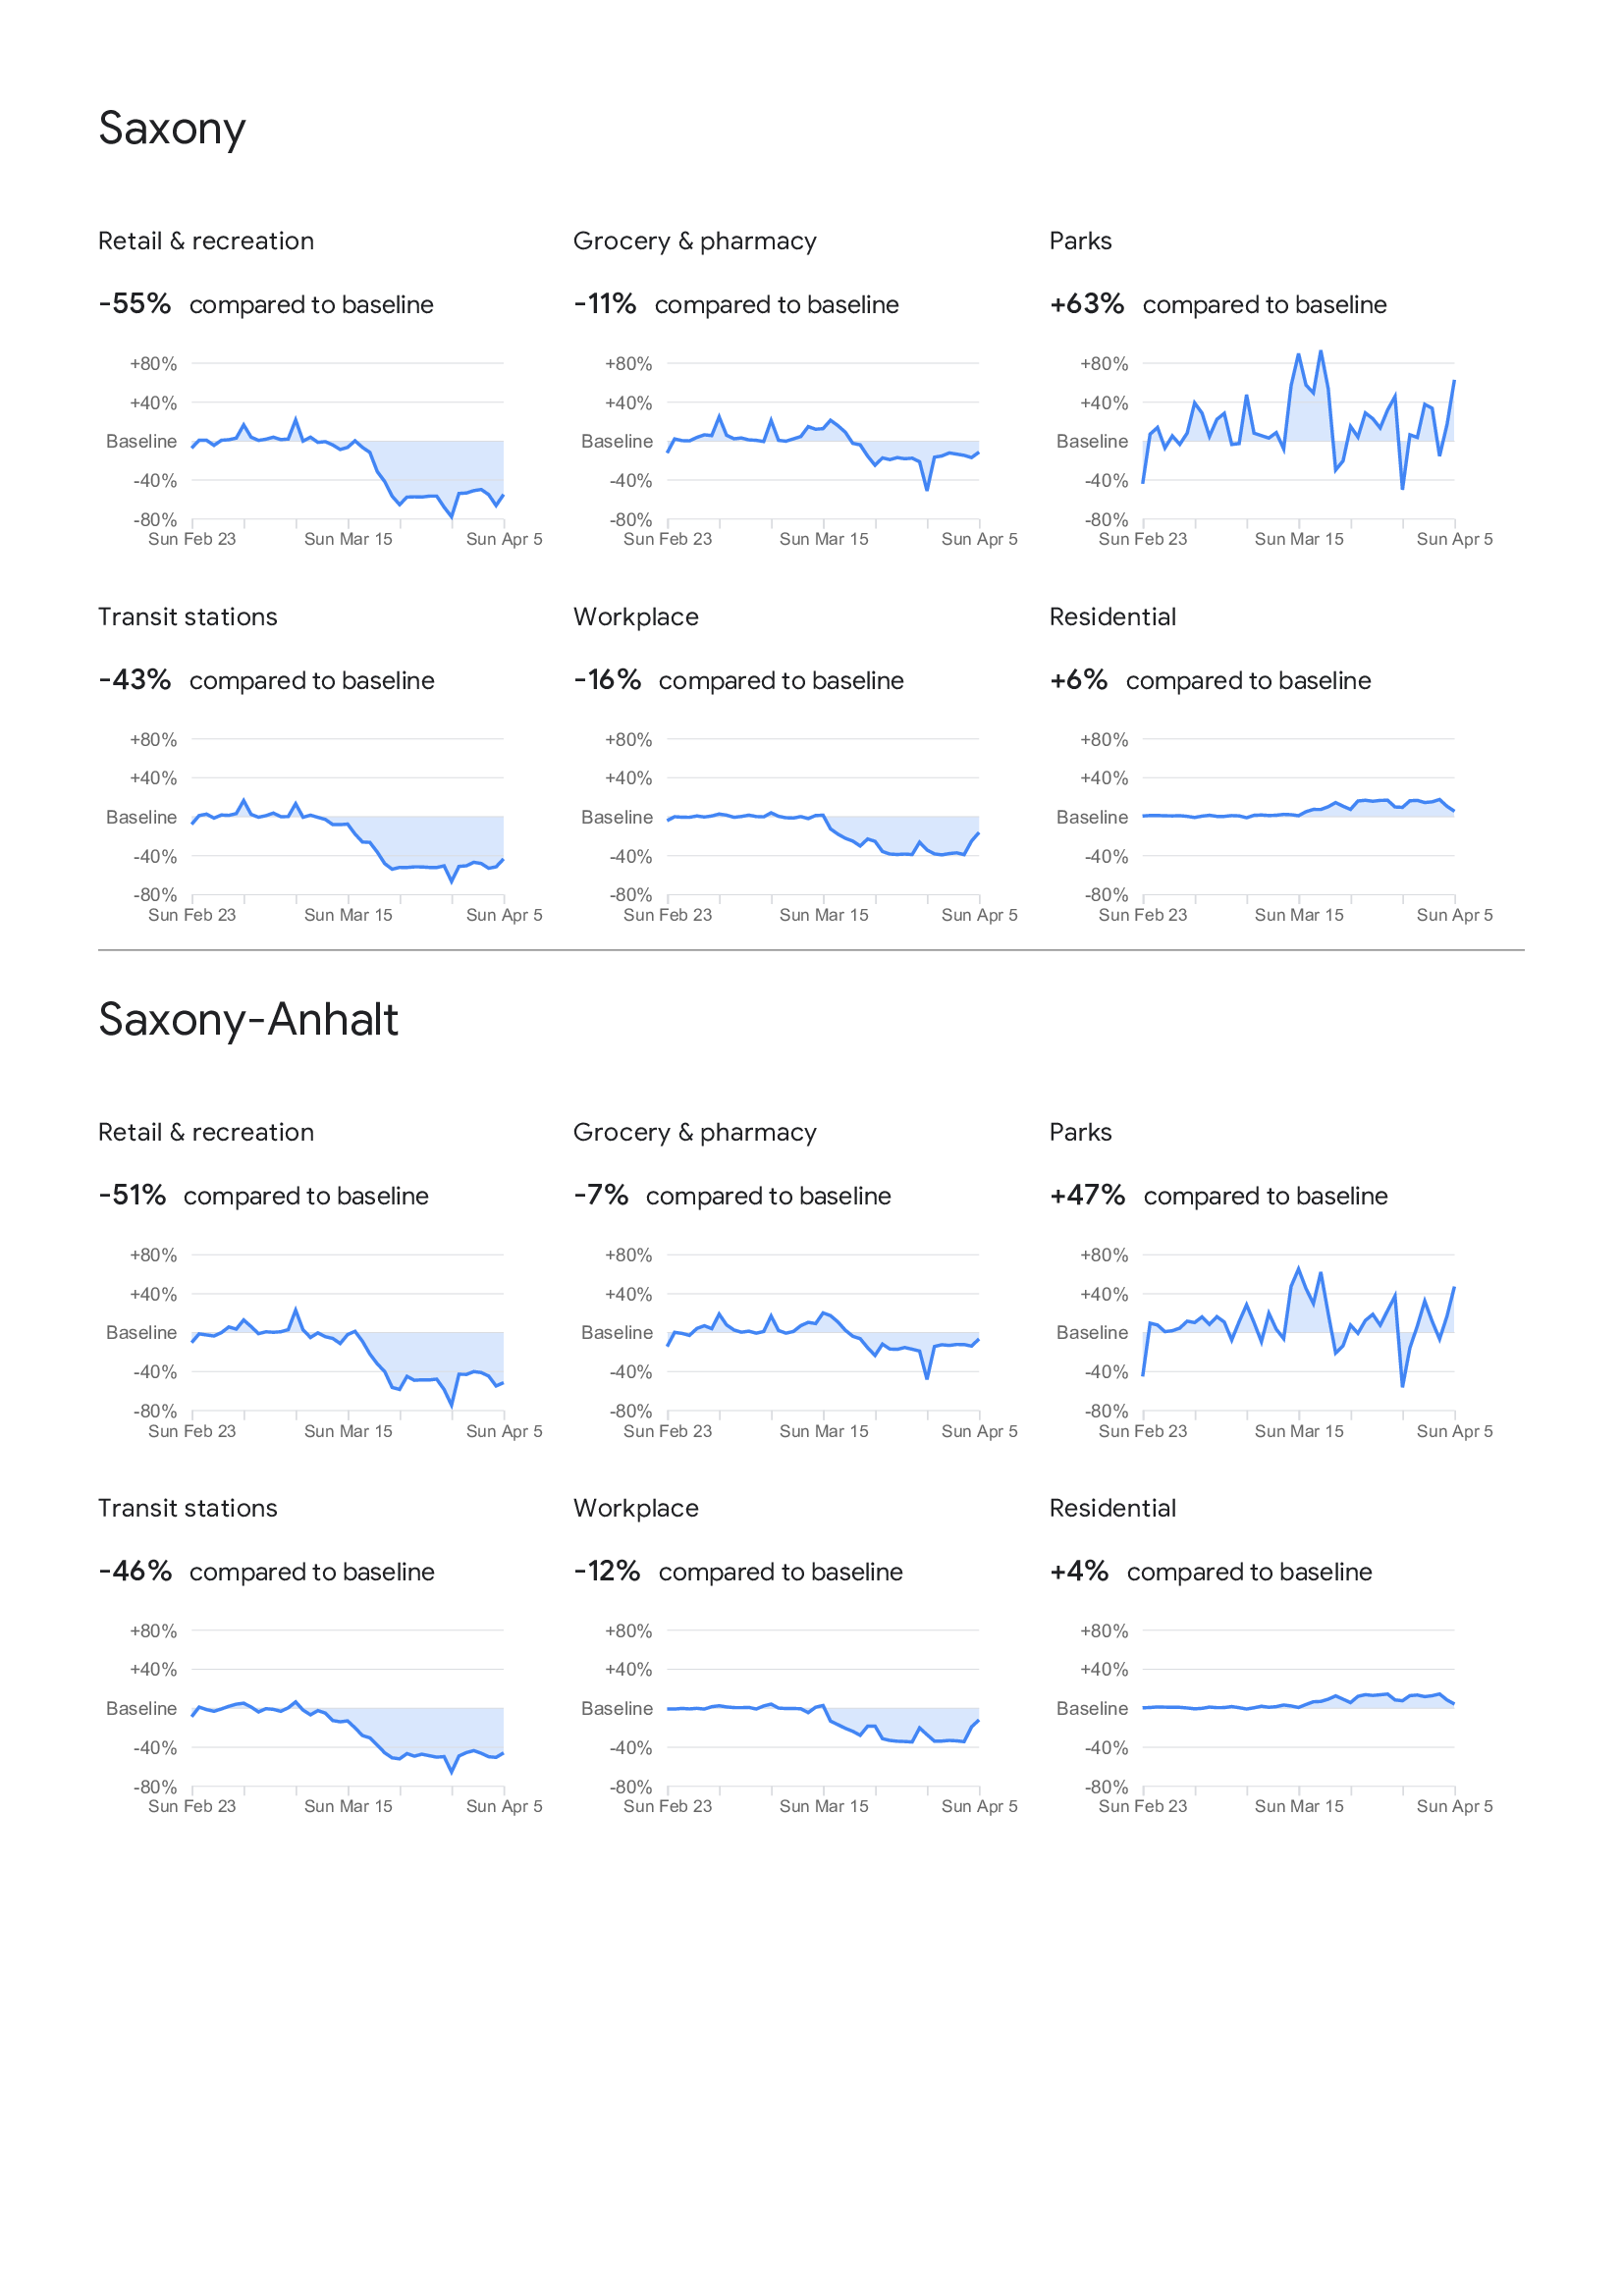 Saxony
Retail & recreation
Grocery & pharmacy
Parks
-55% compared to baseline
-11% compared to baseline
+63% compared to baseline
+80%
+40%
Baseline
-40%
-80%
Sun Feb 23
Sun Mar 15
Sun Apr 5
+80%
+40%
Baseline
-40%
-80%
Sun Feb 23
Sun Mar 15
Sun Apr 5
+80%
+40%
Baseline
-40%
-80%
Sun Feb 23
Sun Mar 15
Sun Apr 5
Transit stations
Workplace
Residential
-43% compared to baseline
-16% compared to baseline
+6% compared to baseline
+80%
+40%
Baseline
-40%
-80%
Sun Feb 23
Sun Mar 15
Sun Apr 5
+80%
+40%
Baseline
-40%
-80%
Sun Feb 23
Sun Mar 15
Sun Apr 5
+80%
+40%
Baseline
-40%
-80%
Sun Feb 23
Sun Mar 15
Sun Apr 5
Saxony-Anhalt
Retail & recreation
Grocery & pharmacy
Parks
-51% compared to baseline
-7% compared to baseline
+47% compared to baseline
+80%
+40%
Baseline
-40%
-80%
Sun Feb 23
Sun Mar 15
Sun Apr 5
+80%
+40%
Baseline
-40%
-80%
Sun Feb 23
Sun Mar 15
Sun Apr 5
+80%
+40%
Baseline
-40%
-80%
Sun Feb 23
Sun Mar 15
Sun Apr 5
Transit stations
Workplace
Residential
-46% compared to baseline
-12% compared to baseline
+4% compared to baseline
+80%
+40%
Baseline
-40%
-80%
Sun Feb 23
Sun Mar 15
Sun Apr 5
+80%
+40%
Baseline
-40%
-80%
Sun Feb 23
Sun Mar 15
Sun Apr 5
+80%
+40%
Baseline
-40%
-80%
Sun Feb 23
Sun Mar 15
Sun Apr 5